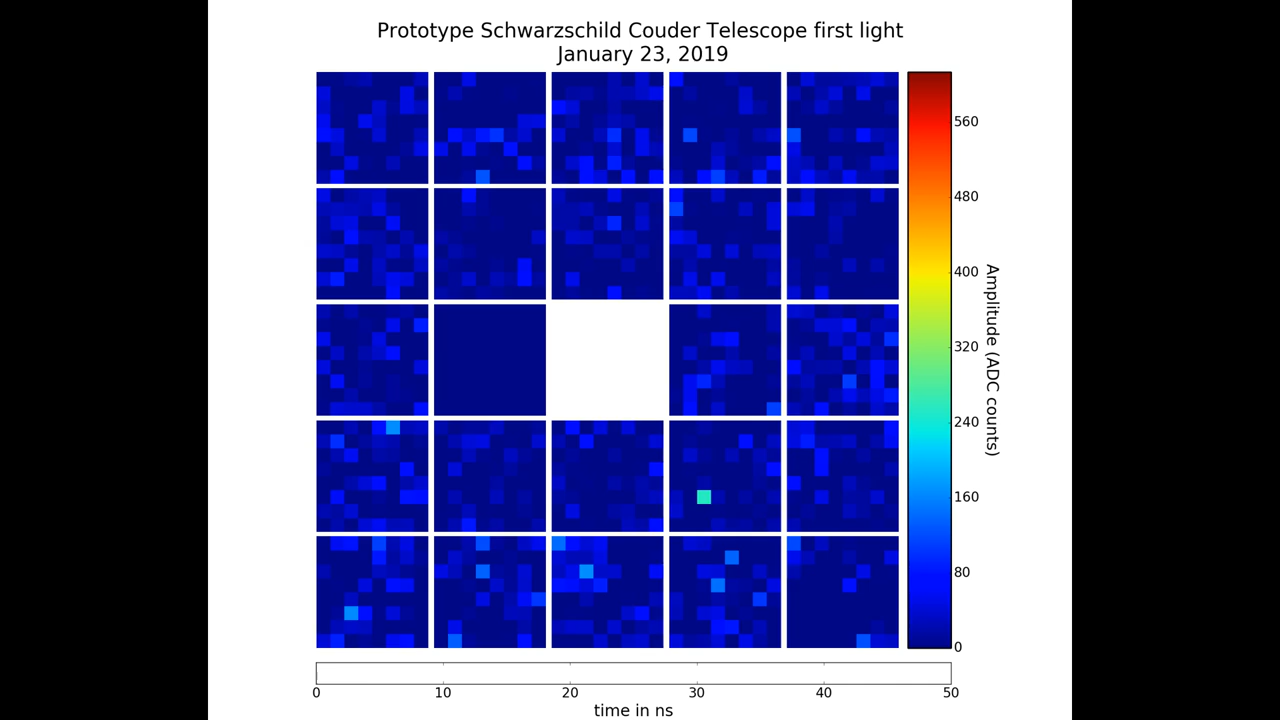 Prototype Schwarzschild Couder Telescope first light
January 23, 2019
560
480
400
320
240
160
80
0
Amplitude (ADC counts)
0 10 20 30 40 50
time in ns